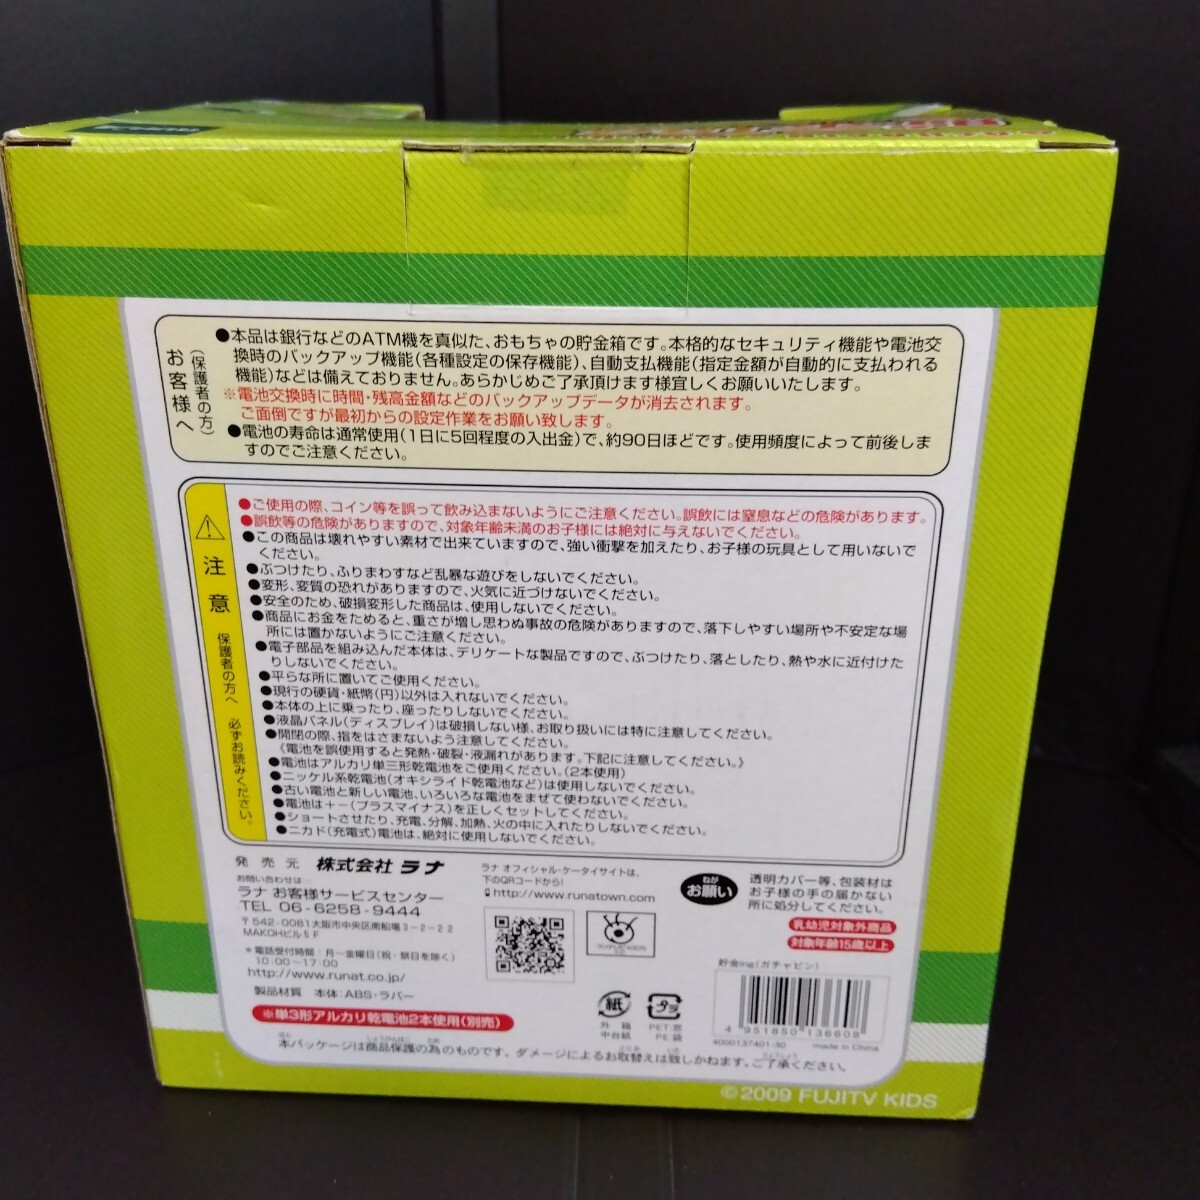 お客様へ
(保護者の方)
●本品は銀行などのATM機を真似た、おもちゃの貯金箱です。本格的なセキュリティ機能や電池交
換時のバックアップ機能(各種設定の保存機能)、自動支払機能(指定金額が自動的に支払われる
機能)などは備えておりません。あらかじめご了承頂けます様宜しくお願いいたします。
※電池交換時に時間・残高金額などのバックアップデータが消去されます。
ご面倒ですが最初からの設定作業をお願い致します。
●電池の寿命は通常使用(1日に5回程度の入出金)で、約90日ほどです。使用頻度によって前後しま
すのでご注意ください。
注意
保護者の方へ 必ずお読みください。
●ご使用の際、コイン等を誤って飲み込まないようにご注意ください。誤飲には窒息などの危険があります。
●誤飲等の危険がありますので、対象年齢未満のお子様には絶対に与えないでください。
●この商品は壊れやすい素材で出来ていますので、強い衝撃を加えたり、お子様の玩具として用いないで
ください。
●ぶつけたり、ふりまわすなど乱暴な遊びをしないでください。
●変形、変質の恐れがありますので、火気に近づけないでください。
●安全のため、破損変形した商品は、使用しないでください。
●商品にお金をためると、重さが増し思わぬ事故の危険がありますので、落下しやすい場所や不安定な場
所には置かないようにご注意ください。
●電子部品を組み込んだ本体は、デリケートな製品ですので、ぶつけたり、落としたり、熱や水に近付けた
りしないでください。
●平らな所に置いてご使用ください。
●現行の硬貨・紙幣(円)以外は入れないでください。
●本体の上に乗ったり、座ったりしないでください。
●液晶パネル(ディスプレイ)は破損しない様、お取り扱いには特に注意してください。
●開閉の際、指をはさまないよう注意してください。
《電池を誤使用すると発熱・破裂・液漏れがあります。下記に注意してください。》
●電池はアルカリ単三形乾電池をご使用ください。(2本使用)
●ニッケル系乾電池(オキシライド乾電池など)は使用しないでください。
●古い電池と新しい電池、いろいろな電池をまぜて使わないでください。
●電池は+-(プラスマイナス)を正しくセットしてください。
●ショートさせたり、充電、分解、加熱、火の中に入れたりしないでください。
●ニカド(充電式)電池は、絶対に使用しないでください。
発売元 株式会社 ラナ
お問い合わせは…
ラナ お客様サービスセンター
TEL 06-6258-9444
〒542-0081大阪市中央区南船場3-2-22
MAKOHビル5F
*電話受付時間:月~金曜日(祝・祭日を除く)
10:00~17:00
http://www.runat.co.jp/
製品材質 本体:ABS・ラバー
※単3形アルカリ乾電池2本使用(別売)
ラナ オフィシャル・ケータイサイトは、
下のQRコードから!
http://www.runatown.com/
お願い
透明カバー等、包装材は
お子様の手の届かない
所に処分してください。
乳幼児対象外商品
対象年齢15歳以上
貯金ing(ガチャピン)
4 951850 136608
4000137401-30 made in China
紙
外箱
中台紙
プラ
PET:窓
PE:袋
本パッケージは商品保護の為のものです。ダメージによるお取替えは致しかねます。ご了承ください。
©2009 FUJITV KIDS